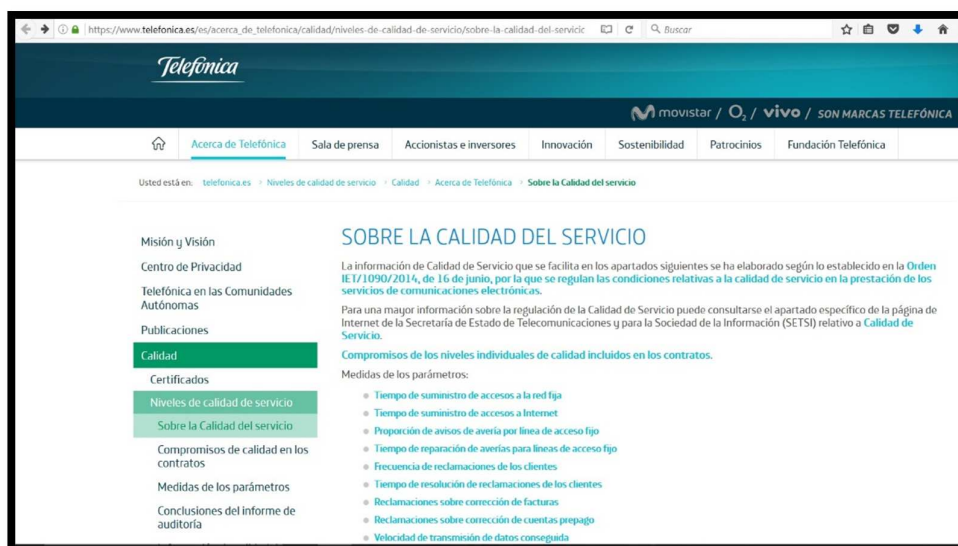 https://www.telefonica.es/es/acerca_de_telefonica/calidad/niveles-de-calidad-de-servicio/sobre-la-calidad-del-servicic
Buscar
Telefónica
movistar / O2 / vivo / SON MARCAS TELEFÓNICA
Acerca de Telefónica Sala de prensa Accionistas e inversores Innovación Sostenibilidad Patrocinios Fundación Telefónica
Usted está en: telefonica.es Niveles de calidad de servicio Calidad Acerca de Telefónica Sobre la Calidad del servicio
Misión y Visión
Centro de Privacidad
Telefónica en las Comunidades
Autónomas
Publicaciones
Calidad
Certificados
Niveles de calidad de servicio
Sobre la Calidad del servicio
Compromisos de calidad en los
contratos
Medidas de los parámetros
Conclusiones del informe de
auditoría
SOBRE LA CALIDAD DEL SERVICIO
La información de Calidad de Servicio que se facilita en los apartados siguientes se ha elaborado según lo establecido en la Orden
IET/1090/2014, de 16 de junio, por la que se regulan las condiciones relativas a la calidad de servicio en la prestación de los
servicios de comunicaciones electrónicas.
Para una mayor información sobre la regulación de la Calidad de Servicio puede consultarse el apartado específico de la página de
Internet de la Secretaría de Estado de Telecomunicaciones y para la Sociedad de la Información (SETSI) relativo a Calidad de
Servicio.
Compromisos de los niveles individuales de calidad incluidos en los contratos.
Medidas de los parámetros:
Tiempo de suministro de accesos a la red fija
Tiempo de suministro de accesos a Internet
Proporción de avisos de avería por línea de acceso fijo
Tiempo de reparación de averías para líneas de acceso fijo
Frecuencia de reclamaciones de los clientes
Tiempo de resolución de reclamaciones de los clientes
Reclamaciones sobre corrección de facturas
Reclamaciones sobre corrección de cuentas prepago
Velocidad de transmisión de datos conseguida